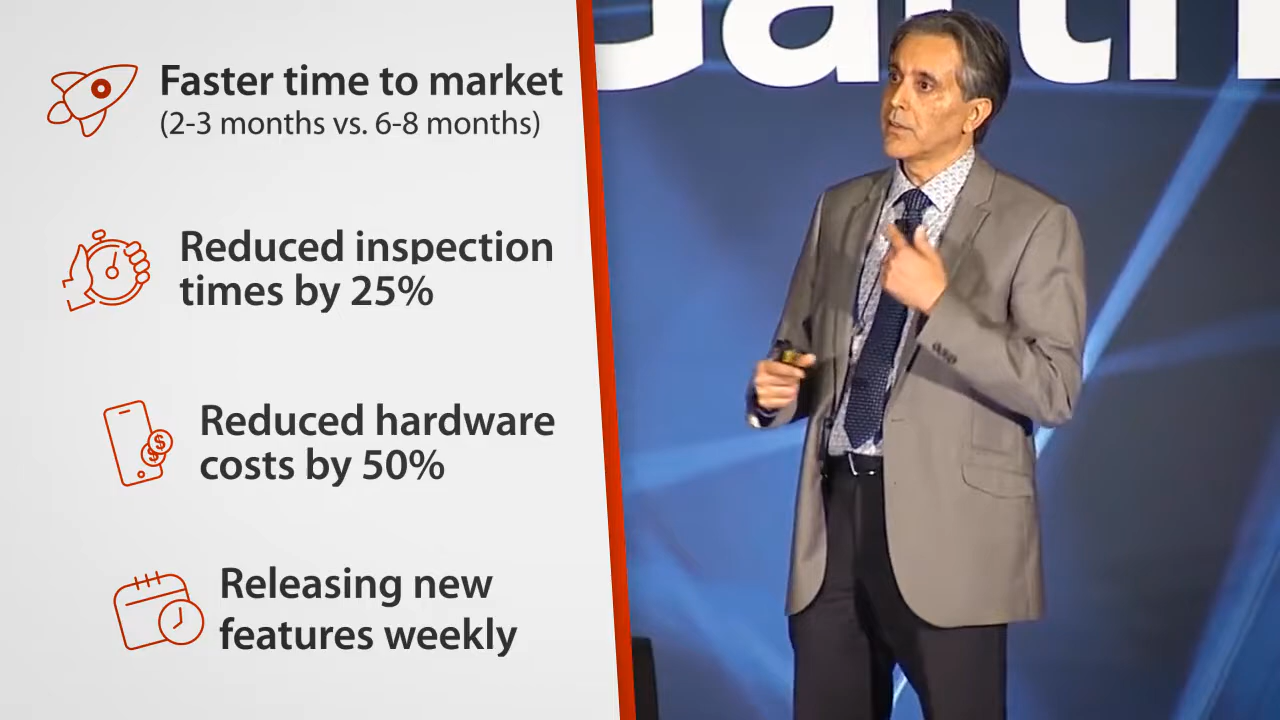 Faster time to market
(2-3 months vs. 6-8 months)
Reduced inspection
times by 25%
Reduced hardware
costs by 50%
Releasing new
features weekly
$
$